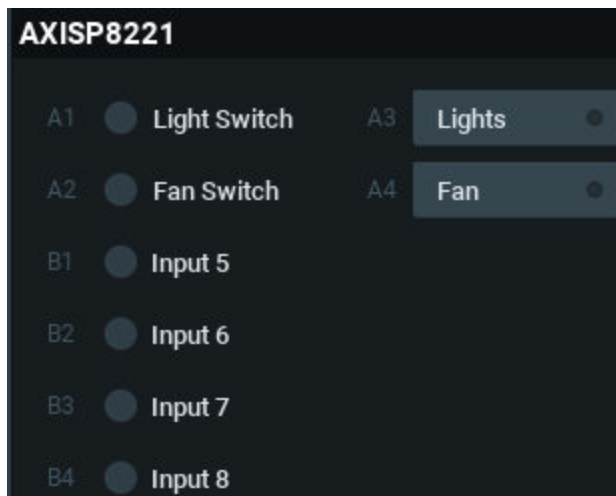 AXISP8221
A1 Light Switch A3 Lights
A2 Fan Switch A4 Fan
B1 Input 5
B2 Input 6
B3 Input 7
B4 Input 8